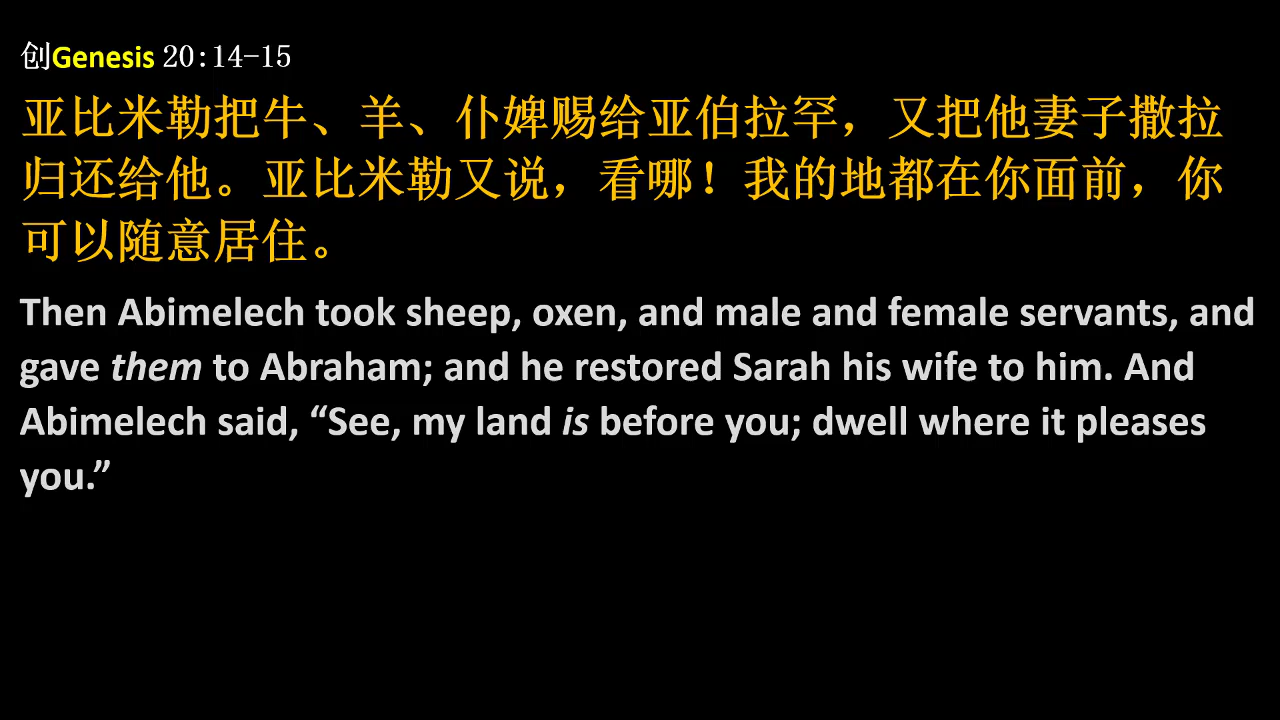 创Genesis 20:14-15
亚比米勒把牛、羊、仆婢赐给亚伯拉罕，又把他妻子撒拉
归还给他。亚比米勒又说，看哪！我的地都在你面前，你
可以随意居住。
Then Abimelech took sheep, oxen, and male and female servants, and
gave them to Abraham; and he restored Sarah his wife to him. And
Abimelech said, “See, my land is before you; dwell where it pleases
you.”